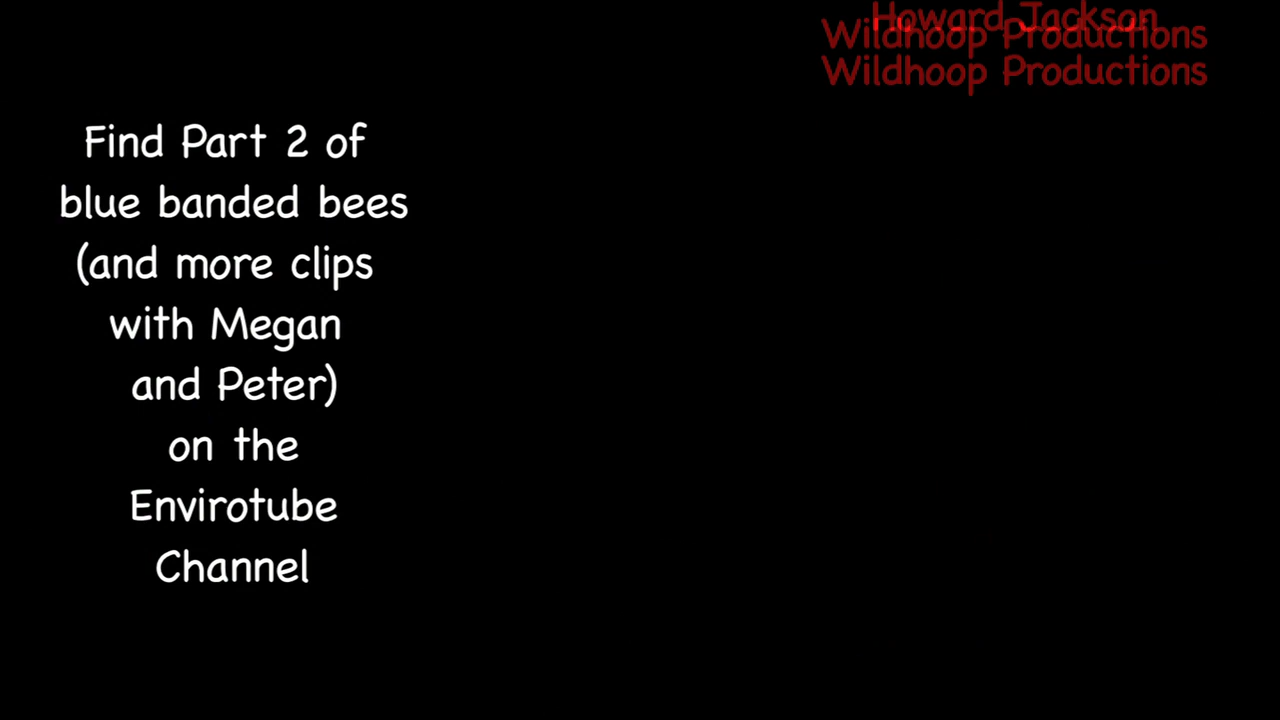 Howard Jackson
Wildhoop Productions
Wildhoop Productions
Find Part 2 of
blue banded bees
(and more clips
with Megan
and Peter)
on the
Envirotube
Channel